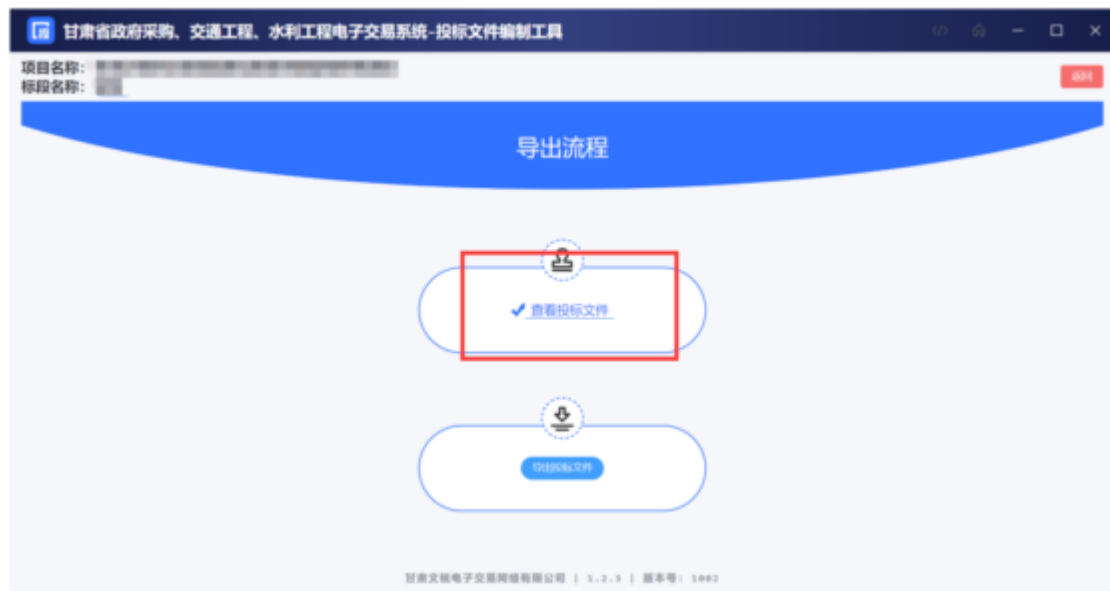 甘肃省政府采购、交通工程、水利工程电子交易系统-投标文件编制工具
项目名称：
标段名称：
返回
导出流程
查看投标文件
导出投标文件
甘肃文锐电子交易网络有限公司 | 1.2.3 | 版本号: 1002